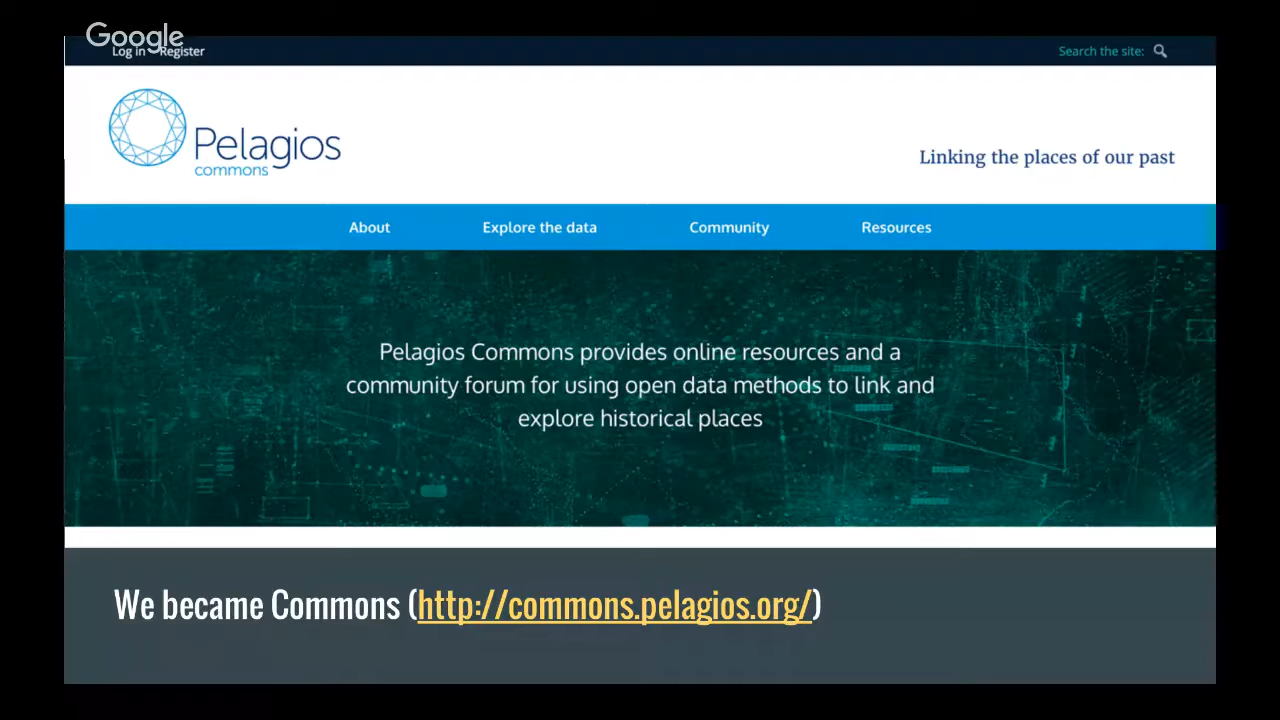 Google
Log in Register
Search the site:
Pelagios
commons
Linking the places of our past
About Explore the data Community Resources
Pelagios Commons provides online resources and a
community forum for using open data methods to link and
explore historical places
We became Commons (http://commons.pelagios.org/)